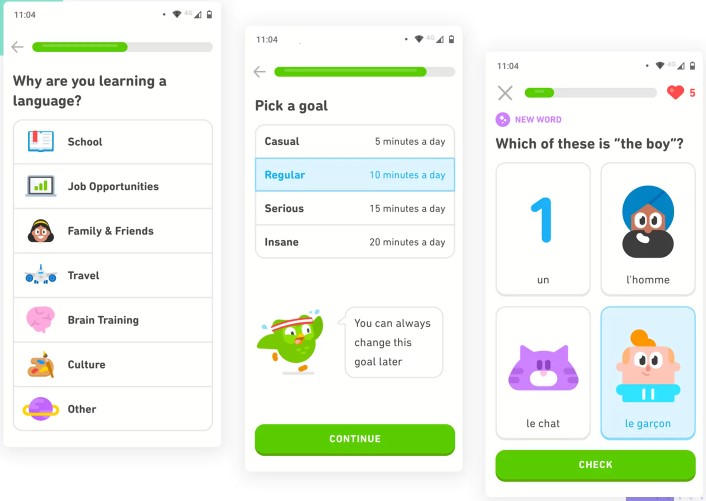 11:04
4G
Why are you learning a
language?
School
Job Opportunities
Family & Friends
Travel
Brain Training
Culture
Other
11:04
4G
Pick a goal
Casual 5 minutes a day
Regular 10 minutes a day
Serious 15 minutes a day
Insane 20 minutes a day
You can always
change this
goal later
CONTINUE
11:04
4G
5
NEW WORD
Which of these is “the boy”?
1
un
l'homme
le chat
le garçon
CHECK